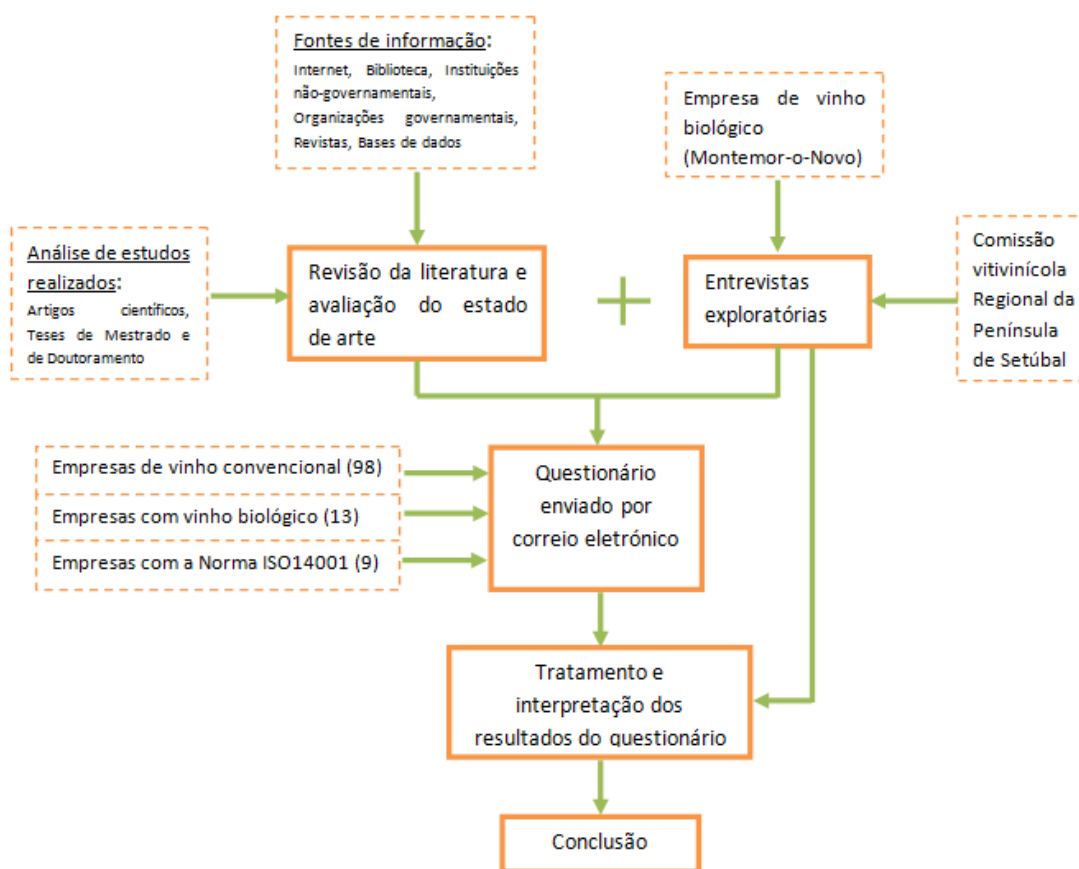 Fontes de informação:
Internet, Biblioteca, Instituições
não-governamentais,
Organizações governamentais,
Revistas, Bases de dados
Empresa de vinho
biológico
(Montemor-o-Novo)
Análise de estudos
realizados:
Artigos científicos,
Teses de Mestrado e
de Doutoramento
Revisão da literatura e
avaliação do estado
de arte
+
Entrevistas
exploratórias
Comissão
vitivinícola
Regional da
Península
de Setúbal
Empresas de vinho convencional (98)
Empresas com vinho biológico (13)
Empresas com a Norma ISO14001 (9)
Questionário
enviado por
correio eletrónico
Tratamento e
interpretação dos
resultados do questionário
Conclusão